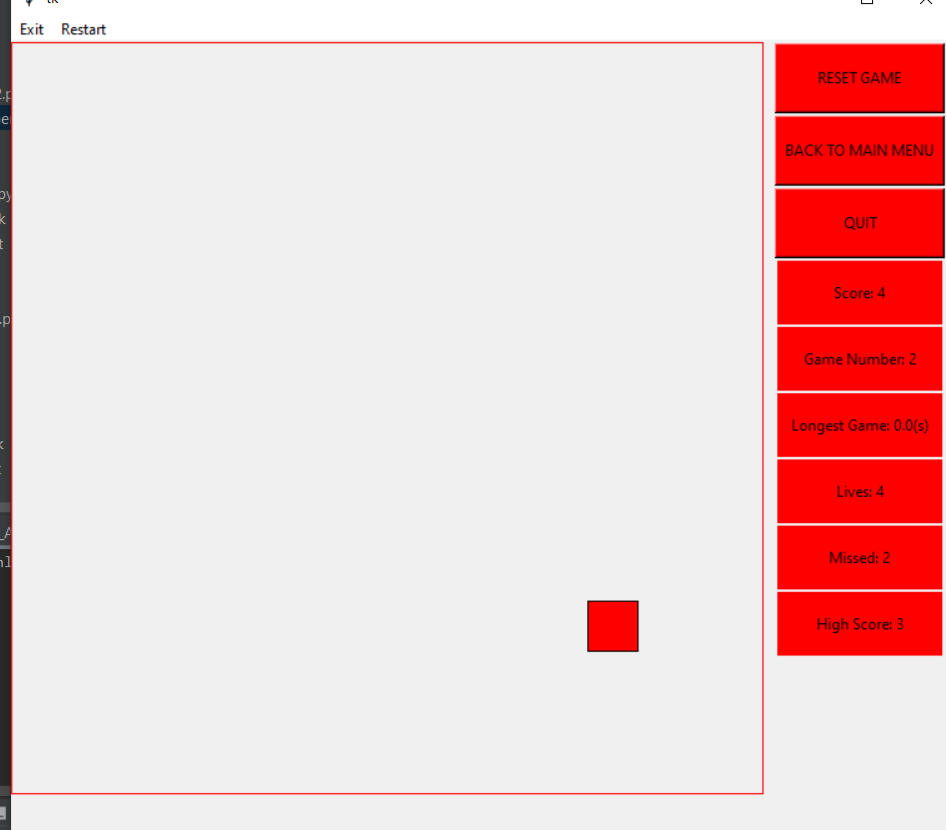 tk
Exit Restart
RESET GAME
BACK TO MAIN MENU
QUIT
Score: 4
Game Number: 2
Longest Game: 0.0(s)
Lives: 4
Missed: 2
High Score: 3